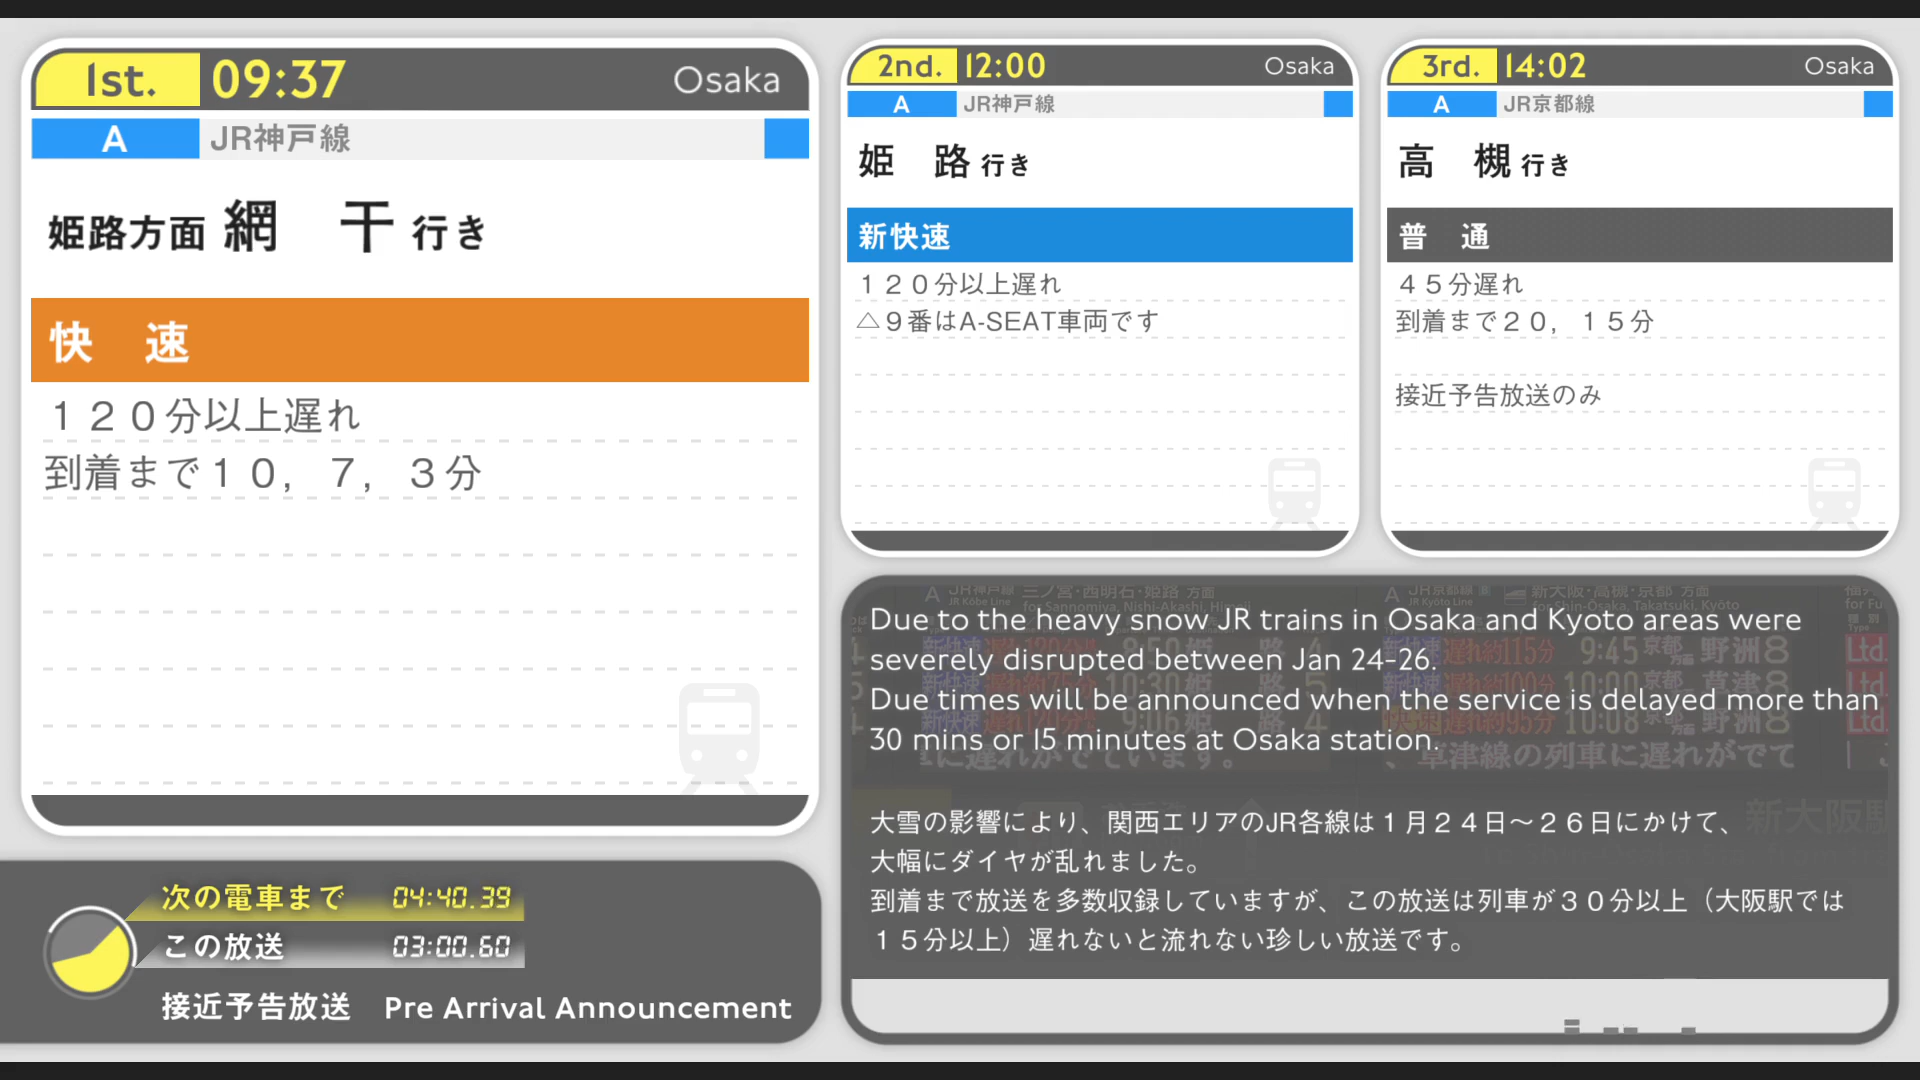 1st. 09:37 Osaka
A JR神戸線
姫路方面 網 干 行き
快 速
１２０分以上遅れ
到着まで１０，７，３分
2nd. 12:00 Osaka
A JR神戸線
姫 路 行き
新快速
１２０分以上遅れ
△９番はA-SEAT車両です
3rd. 14:02 Osaka
A JR京都線
高 槻 行き
普 通
４５分遅れ
到着まで２０，１５分
接近予告放送のみ
Due to the heavy snow JR trains in Osaka and Kyoto areas were
severely disrupted between Jan 24-26.
Due times will be announced when the service is delayed more than
30 mins or 15 minutes at Osaka station.
大雪の影響により、関西エリアのJR各線は１月２４日～２６日にかけて、
大幅にダイヤが乱れました。
到着まで放送を多数収録していますが、この放送は列車が３０分以上（大阪駅では
１５分以上）遅れないと流れない珍しい放送です。
次の電車まで 04:40.39
この放送 03:00.60
接近予告放送 Pre Arrival Announcement